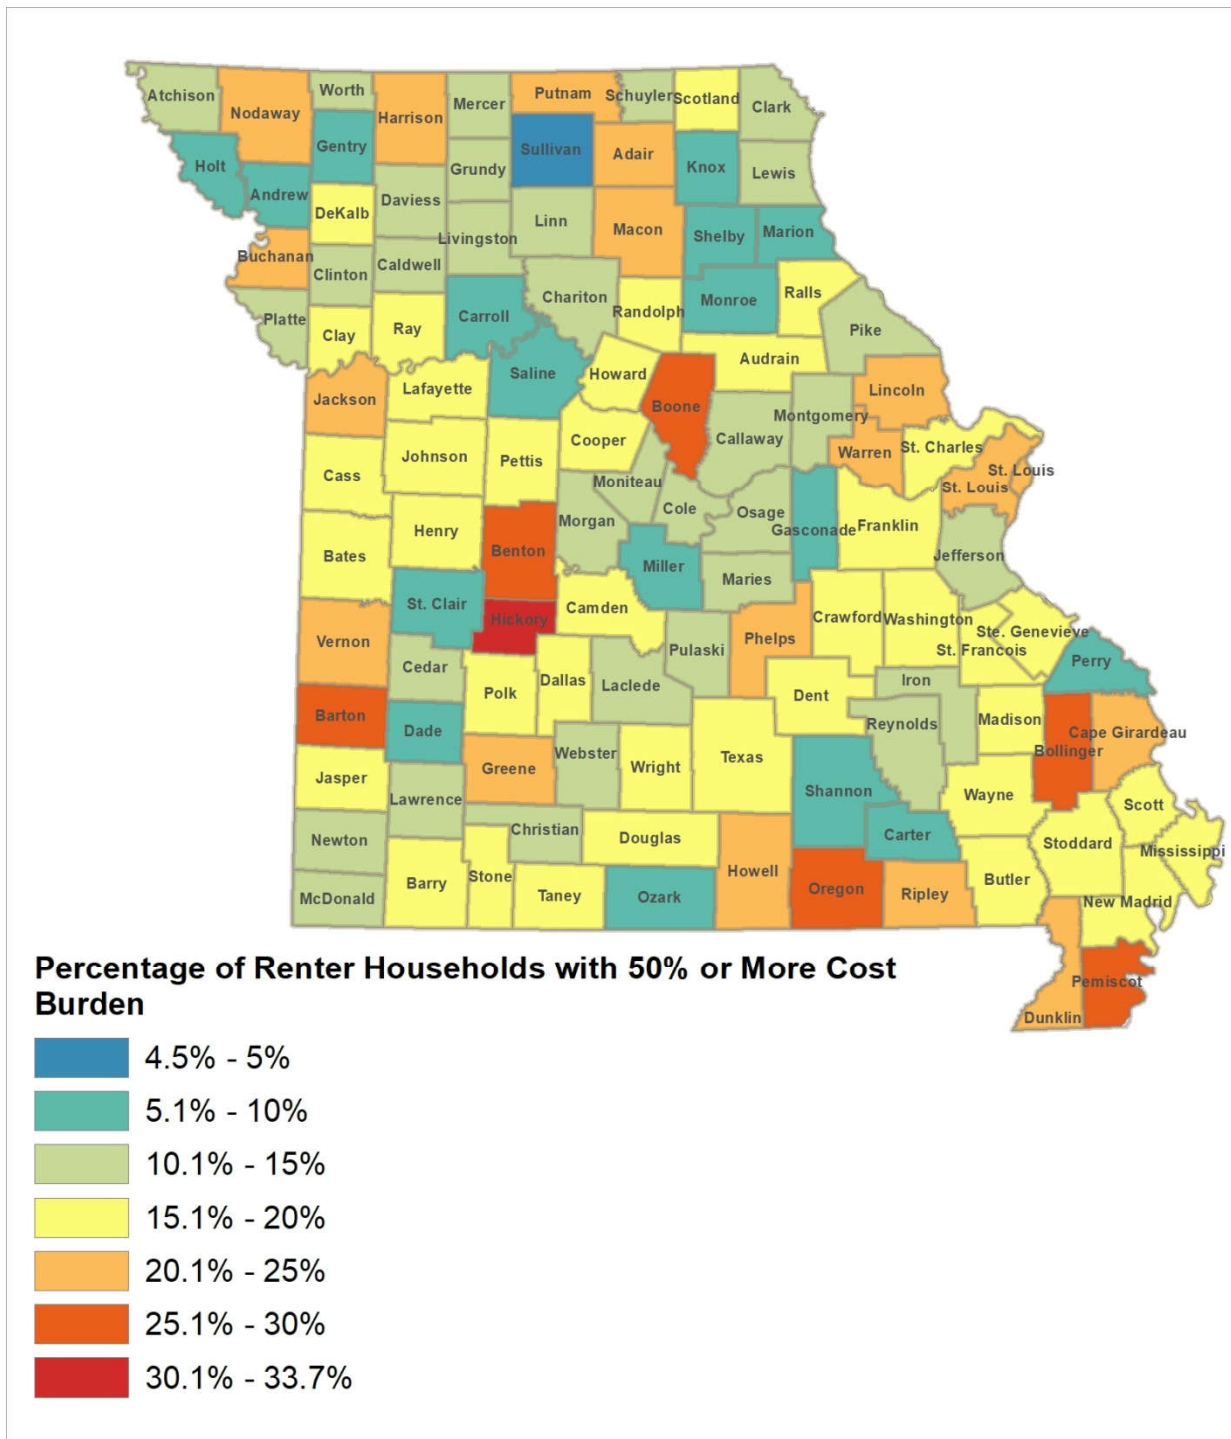 Atchison
Nodaway
Worth
Harrison
Mercer
Putnam
Schuyler
Scotland
Clark
Holt
Andrew
Gentry
Sullivan
Adair
Knox
Lewis
Grundy
DeKalb
Daviess
Linn
Macon
Shelby
Marion
Livingston
Buchanan
Clinton
Caldwell
Chariton
Randolph
Monroe
Ralls
Platte
Clay
Ray
Carroll
Pike
Audrain
Saline
Howard
Jackson
Lafayette
Boone
Lincoln
Montgomery
Callaway
Cooper
Warren
St. Charles
Cass
Johnson
Pettis
St. Louis
St. Louis
Moniteau
Cole
Osage
Gasconade
Franklin
Morgan
Henry
Bates
Benton
Jefferson
Miller
Maries
St. Clair
Hickory
Camden
Crawford
Washington
Ste. Genevieve
St. Francois
Vernon
Phelps
Pulaski
Perry
Cedar
Polk
Dallas
Laclede
Dent
Iron
Barton
Dade
Reynolds
Madison
Cape Girardeau
Bollinger
Webster
Texas
Greene
Wright
Jasper
Shannon
Wayne
Scott
Lawrence
Christian
Douglas
Newton
Carter
Stoddard
Mississippi
Barry
Stone
Taney
Howell
Butler
McDonald
Ozark
Oregon
Ripley
New Madrid
Pemiscot
Dunklin
Percentage of Renter Households with 50% or More Cost
Burden
4.5% - 5%
5.1% - 10%
10.1% - 15%
15.1% - 20%
20.1% - 25%
25.1% - 30%
30.1% - 33.7%